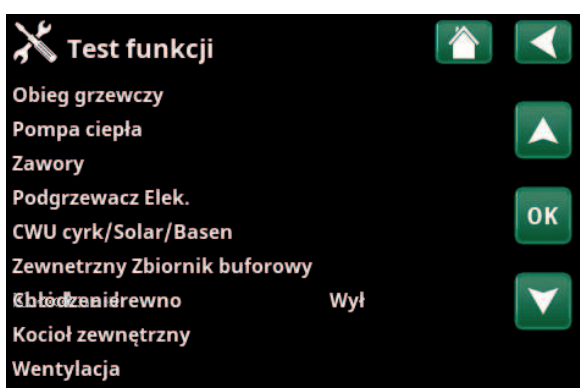 Test funkcji
Obieg grzewczy
Pompa ciepła
Zawory
Podgrzewacz Elek.
OK
CWU cyrk/Solar/Basen
Zewnetrzny Zbiornik buforowy
Wył
Kocioł zewnętrzny
Wentylacja